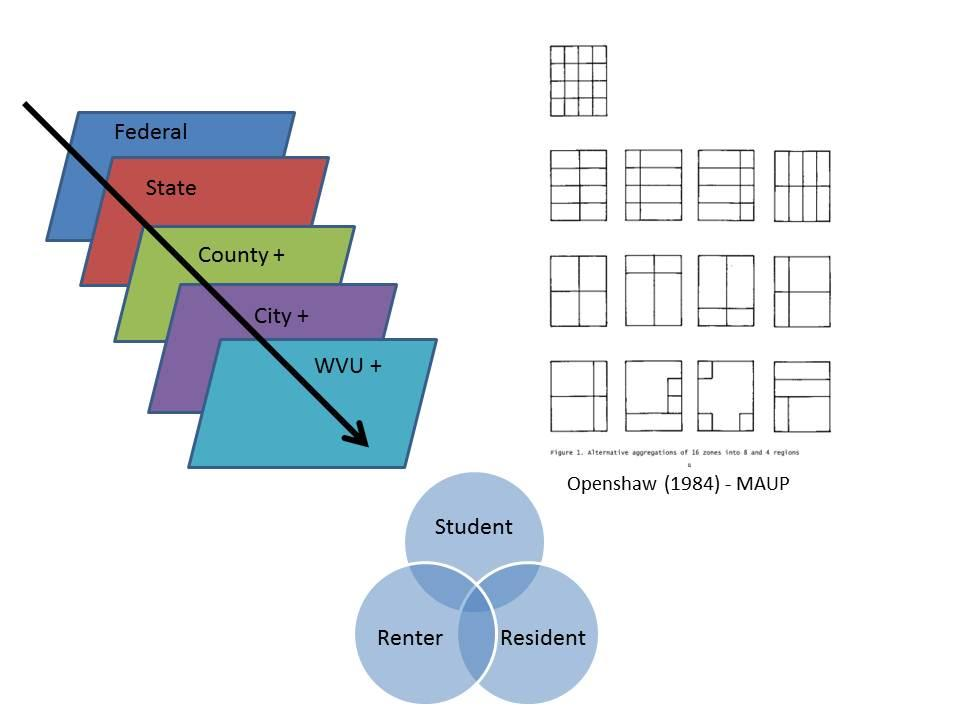 Federal
State
County +
City +
WVU +
Figure 1. Alternative aggregations of 16 zones into 8 and 4 regions
Openshaw (1984) - MAUP
Student
Renter
Resident